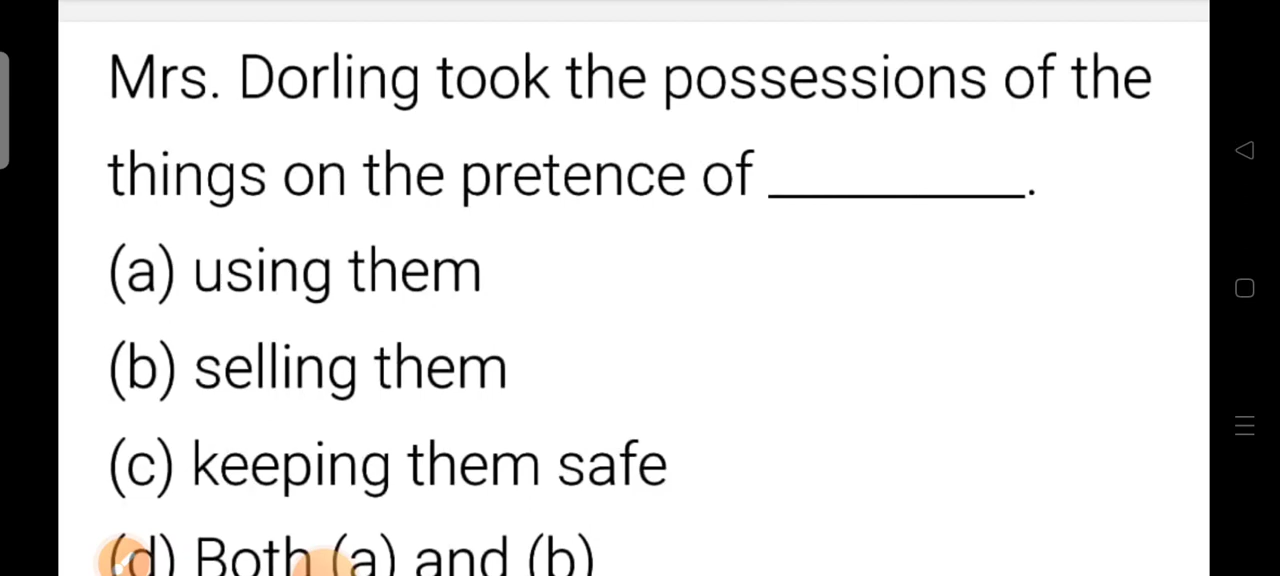 Mrs. Dorling took the possessions of the
things on the pretence of _________.
(a) using them
(b) selling them
(c) keeping them safe
(d) Both (a) and (b)